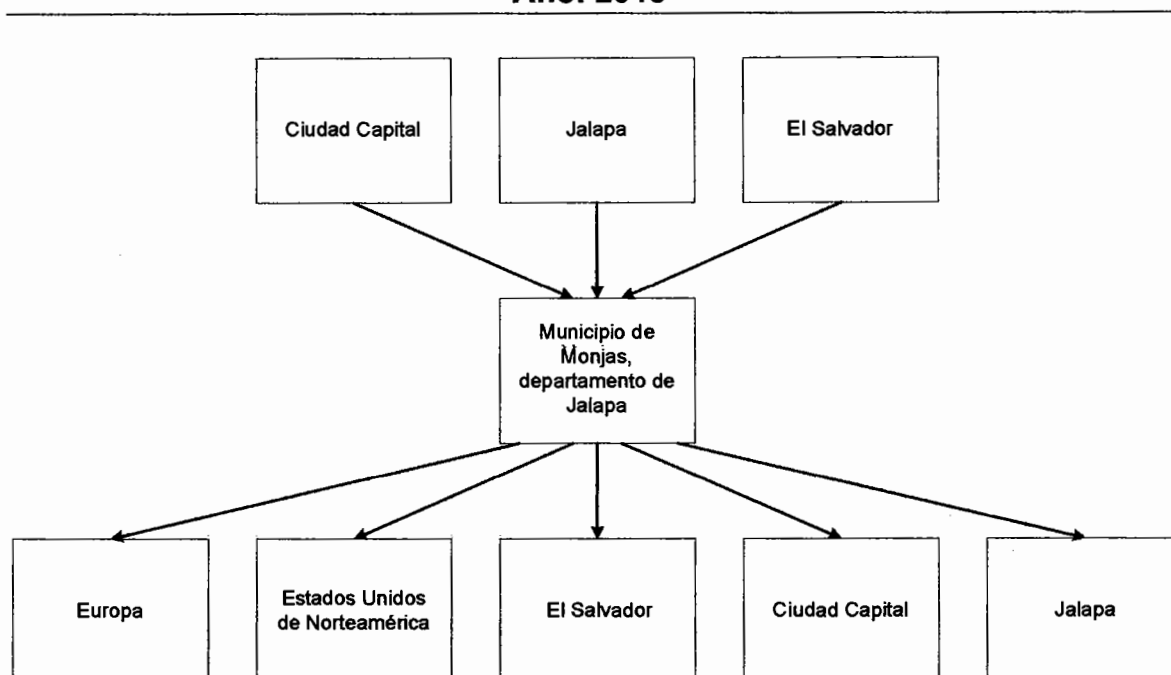 Ciudad Capital
Jalapa
El Salvador
Municipio de
Monjas,
departamento de
Jalapa
Europa
Estados Unidos
de Norteamérica
El Salvador
Ciudad Capital
Jalapa